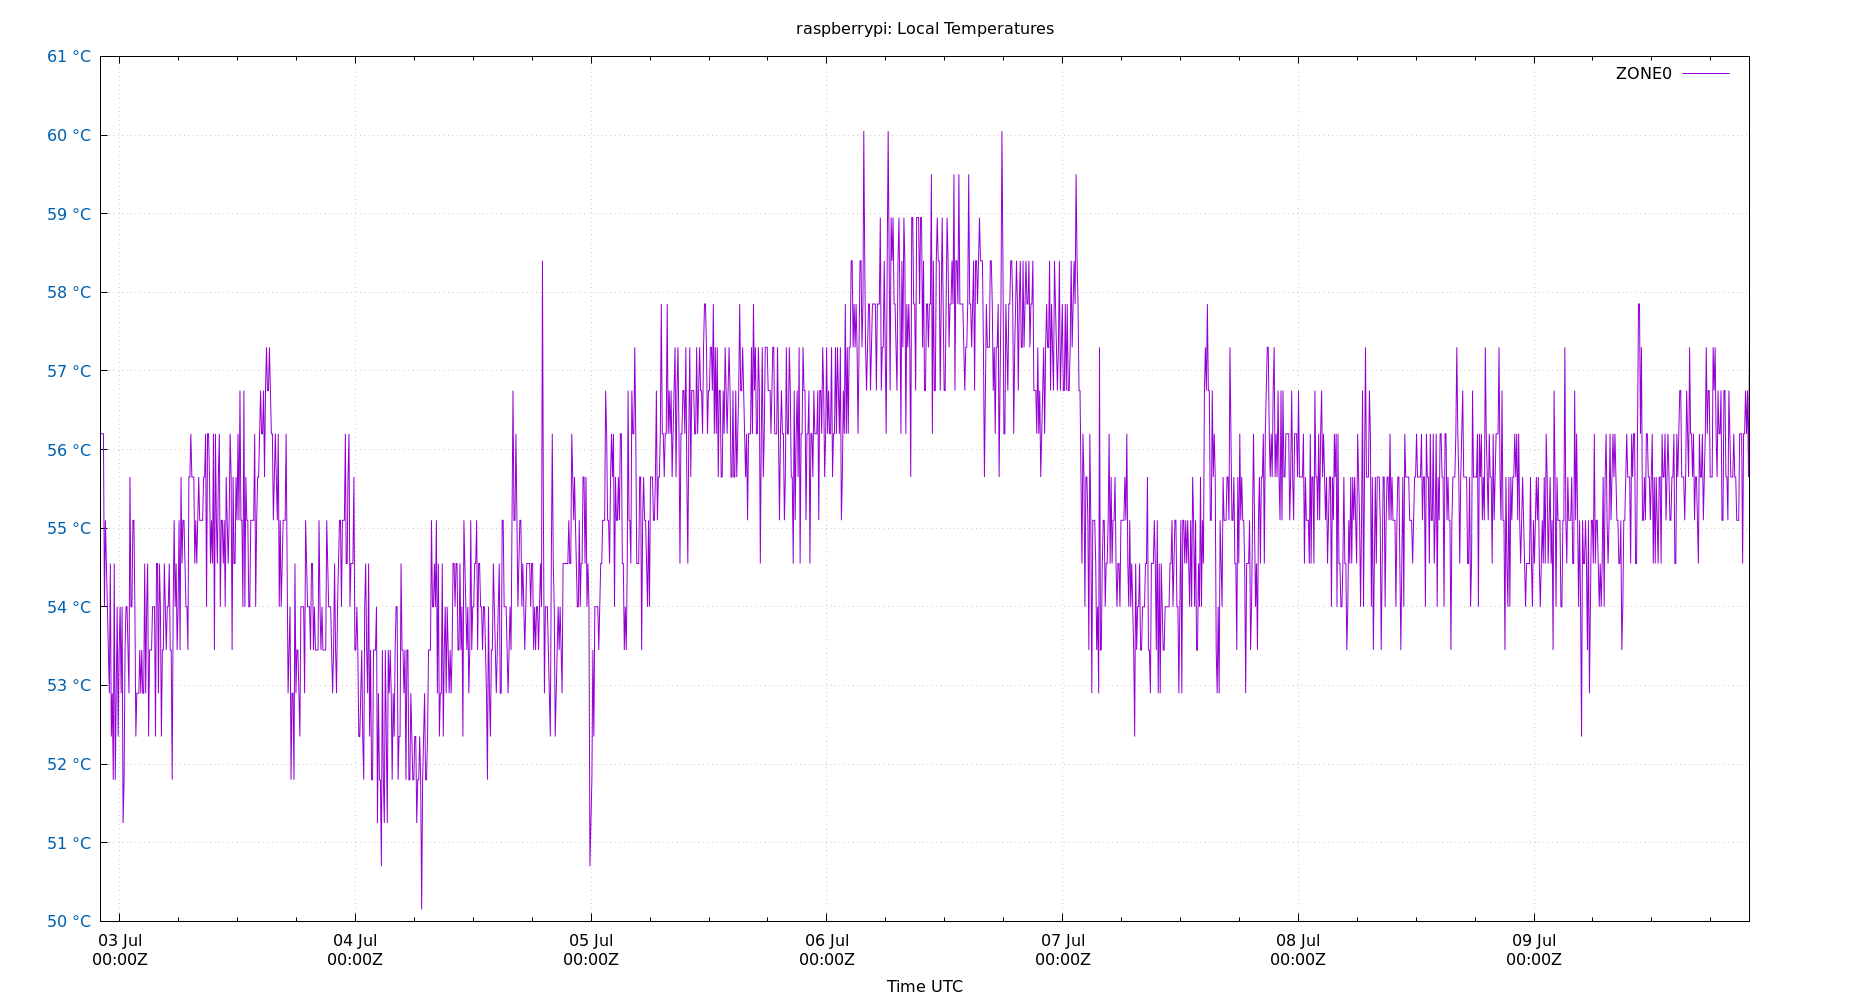 raspberrypi: Local Temperatures
61 °C
ZONE0
60 °C
59 °C
58 °C
57 °C
56 °C
55 °C
54 °C
53 °C
52 °C
51 °C
50 °C
03 Jul 04 Jul 05 Jul 06 Jul 07 Jul 08 Jul 09 Jul
00:00Z 00:00Z 00:00Z 00:00Z 00:00Z 00:00Z 00:00Z
Time UTC